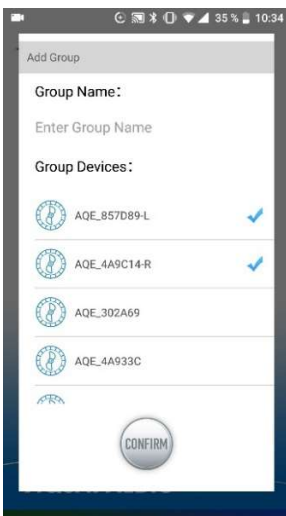 35 % 10:34
Add Group
Group Name:
Enter Group Name
Group Devices:
AQE_857D89-L
AQE_4A9C14-R
AQE_302A69
AQE_4A933C
CONFIRM